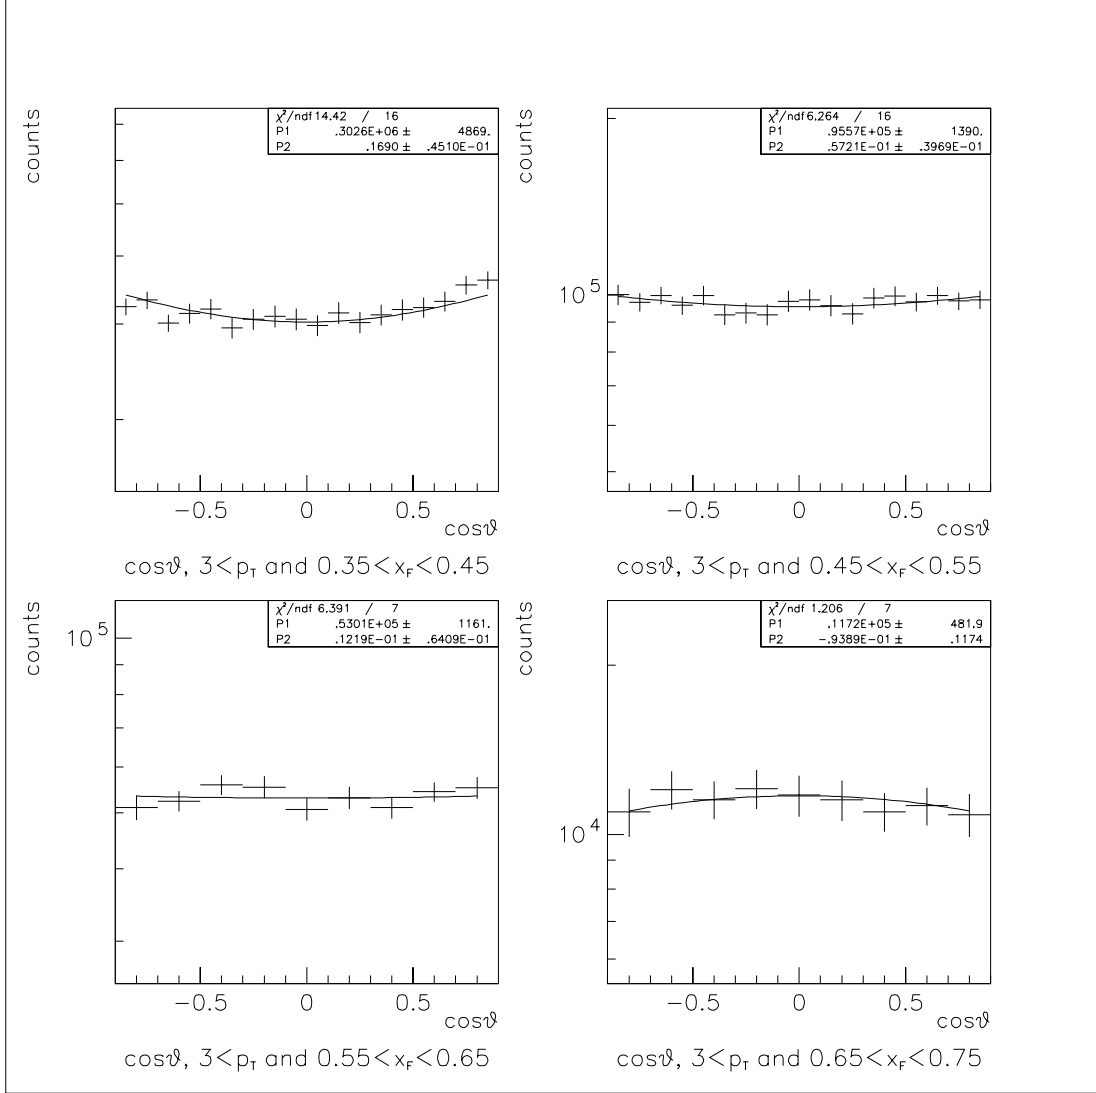 counts
χ²/ndf 14.42 / 16
P1 .3026E+06 ± 4869.
P2 .1690 ± .4510E-01
−0.5 0 0.5
cosϑ
cosϑ, 3<p_T and 0.35<x_F<0.45
counts
χ²/ndf 6.264 / 16
P1 .9557E+05 ± 1390.
P2 .5721E-01 ± .3969E-01
10⁵
−0.5 0 0.5
cosϑ
cosϑ, 3<p_T and 0.45<x_F<0.55
counts
χ²/ndf 6.391 / 7
P1 .5301E+05 ± 1161.
P2 .1219E-01 ± .6409E-01
10⁵
−0.5 0 0.5
cosϑ
cosϑ, 3<p_T and 0.55<x_F<0.65
counts
χ²/ndf 1.206 / 7
P1 .1172E+05 ± 481.9
P2 −.9389E-01 ± .1174
10⁴
−0.5 0 0.5
cosϑ
cosϑ, 3<p_T and 0.65<x_F<0.75